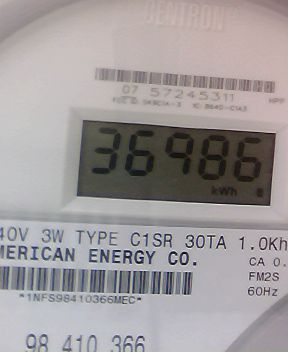 CENTRON
07 57245311
36986
kWh
40V 3W TYPE C1SR 30TA 1.0Kh
MERICAN ENERGY CO.
CA 0.
FM2S
*1NFS98410366MEC*
60Hz
98 410 366